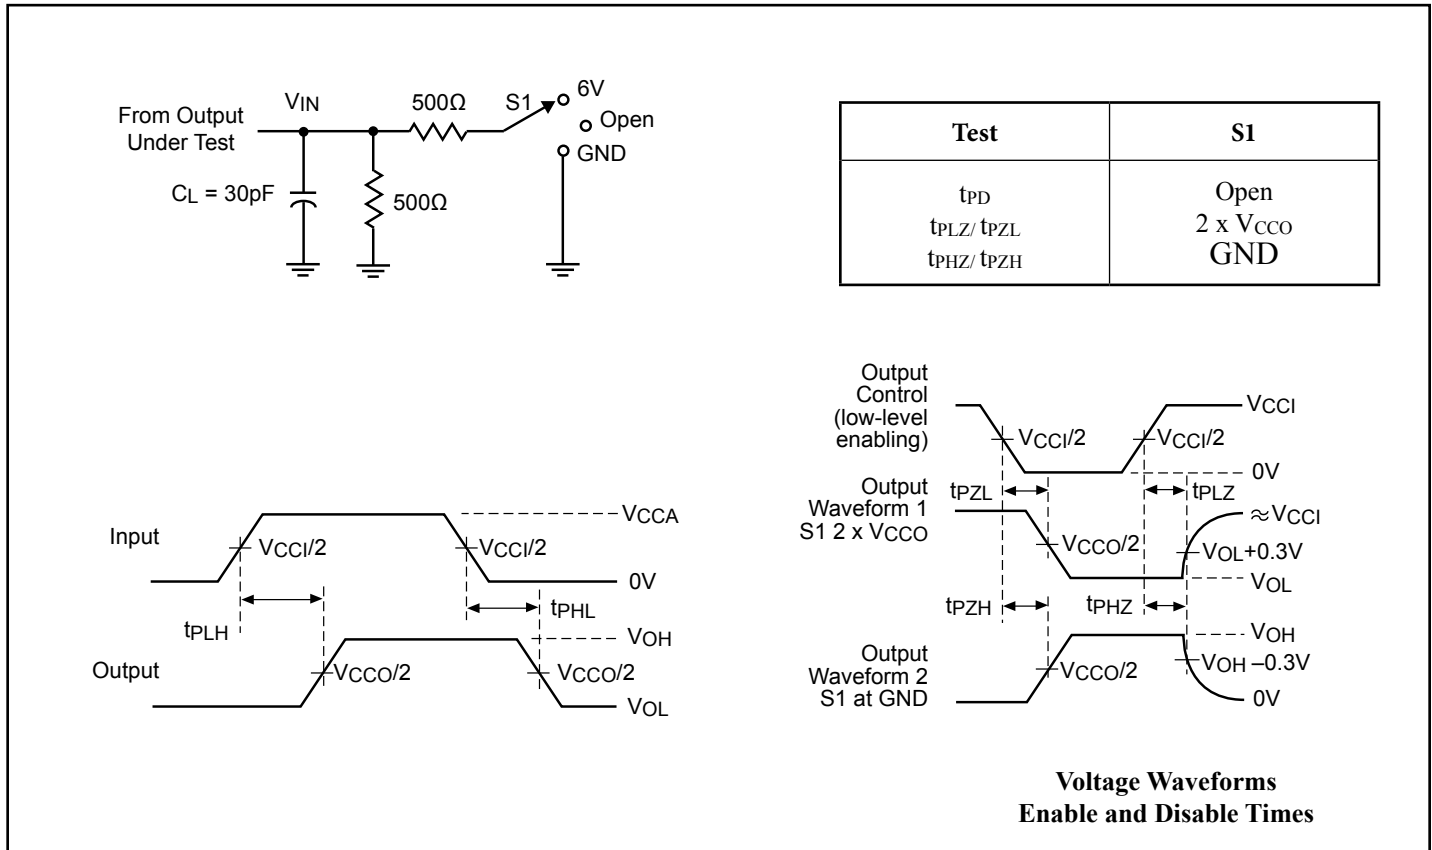 From Output
Under Test
VIN
500Ω
S1
6V
Open
GND
CL = 30pF
500Ω
Test
S1
tPD
Open
tPLZ/ tPZL
2 x VCCO
tPHZ/ tPZH
GND
Input
VCCI/2
VCCI/2
VCCA
0V
tPLH
tPHL
Output
VCCO/2
VCCO/2
VOH
VOL
Output
Control
(low-level
enabling)
VCCI/2
VCCI/2
VCCI
0V
Output
Waveform 1
S1 2 x VCCO
tPZL
tPLZ
VCCO/2
≈VCCI
VOL+0.3V
VOL
tPZH
tPHZ
Output
Waveform 2
S1 at GND
VCCO/2
VOH
VOH –0.3V
0V
Voltage Waveforms
Enable and Disable Times